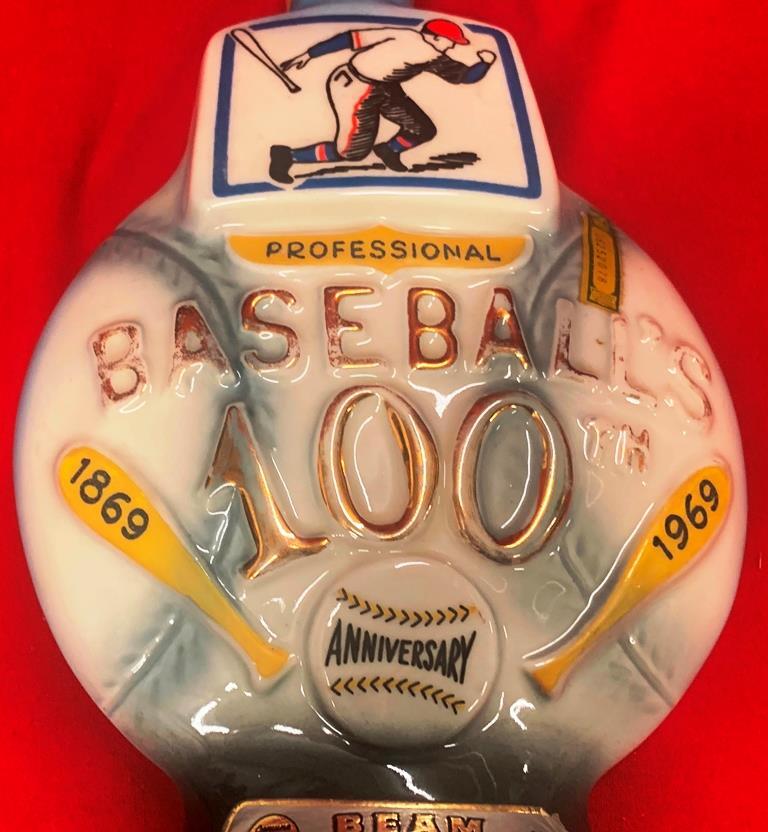 PROFESSIONAL
BASEBALL'S
100TH
1869
1969
ANNIVERSARY
BEAM